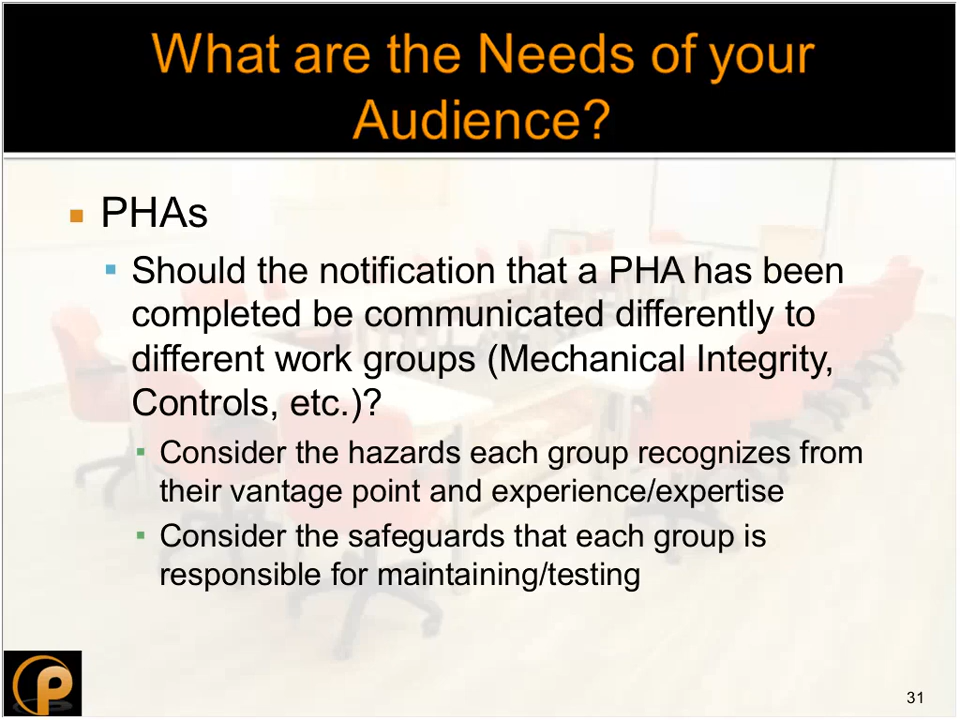 What are the Needs of your
Audience?
PHAs
Should the notification that a PHA has been
completed be communicated differently to
different work groups (Mechanical Integrity,
Controls, etc.)?
Consider the hazards each group recognizes from
their vantage point and experience/expertise
Consider the safeguards that each group is
responsible for maintaining/testing
P
31